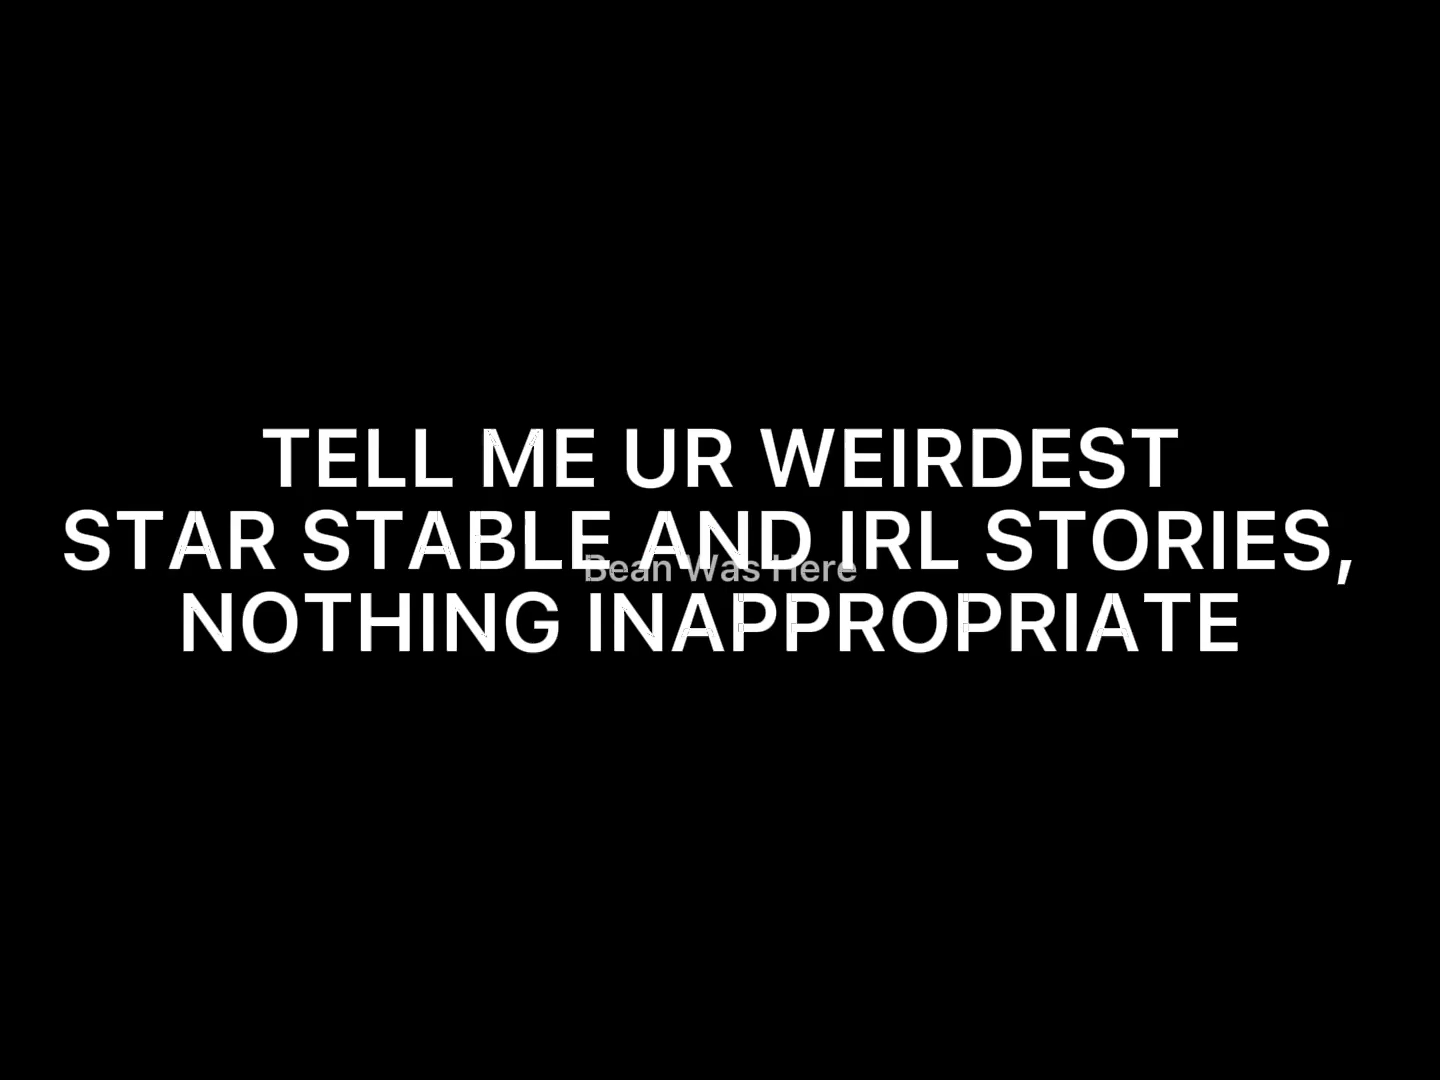 TELL ME UR WEIRDEST
STAR STABLE AND IRL STORIES,
Bean Was Here
NOTHING INAPPROPRIATE